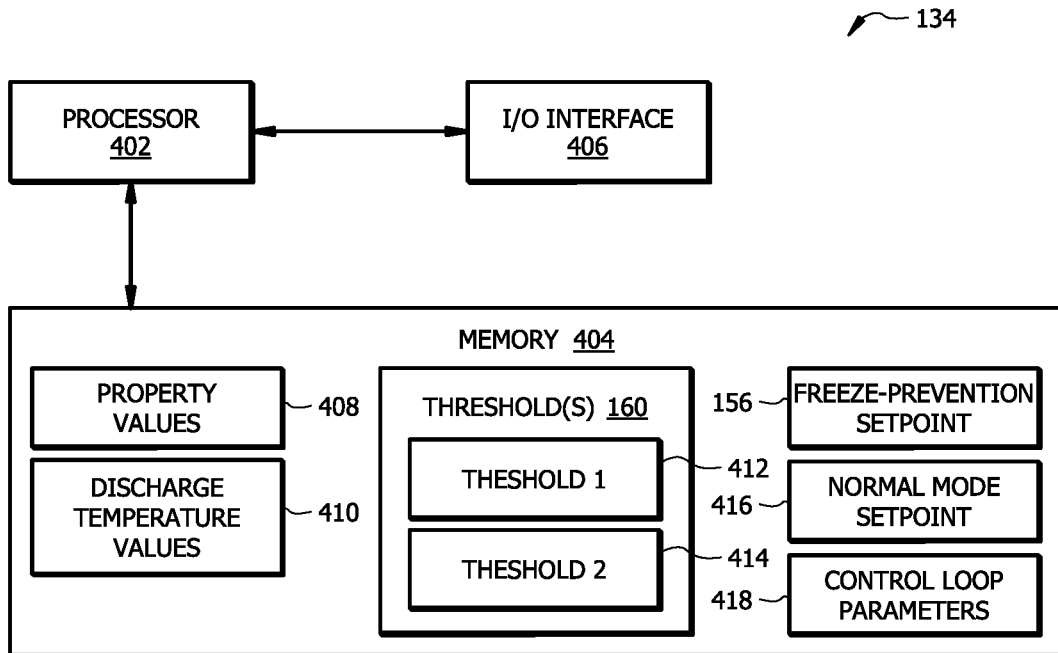 134
PROCESSOR
402
I/O INTERFACE
406
MEMORY 404
PROPERTY
VALUES
408
DISCHARGE
TEMPERATURE
VALUES
410
THRESHOLD(S) 160
THESHOLD 1
412
THESHOLD 2
414
156
FREEZE-PREVENTION
SETPOINT
416
NORMAL MODE
SETPOINT
418
CONTROL LOOP
PARAMETERS